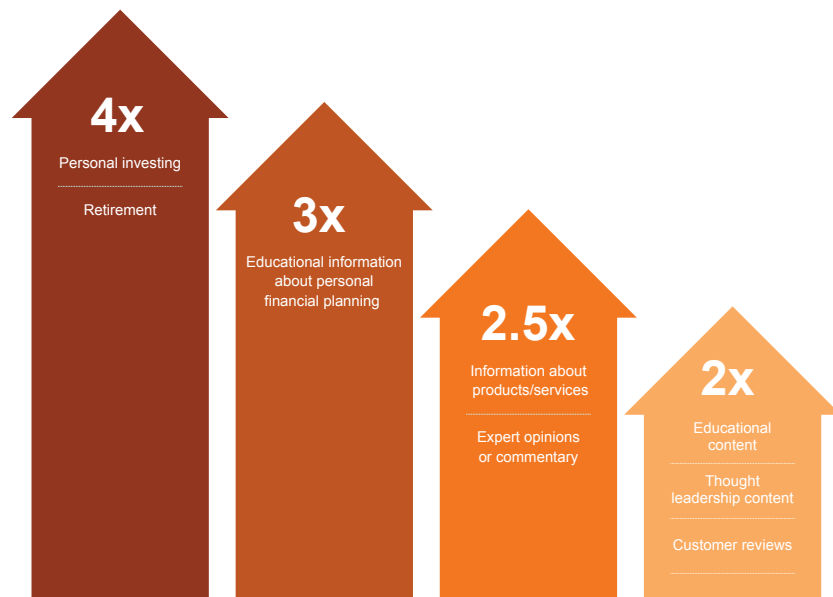 4x
Personal investing
Retirement
3x
Educational information
about personal
financial planning
2.5x
Information about
products/services
Expert opinions
or commentary
2x
Educational
content
Thought
leadership content
Customer reviews